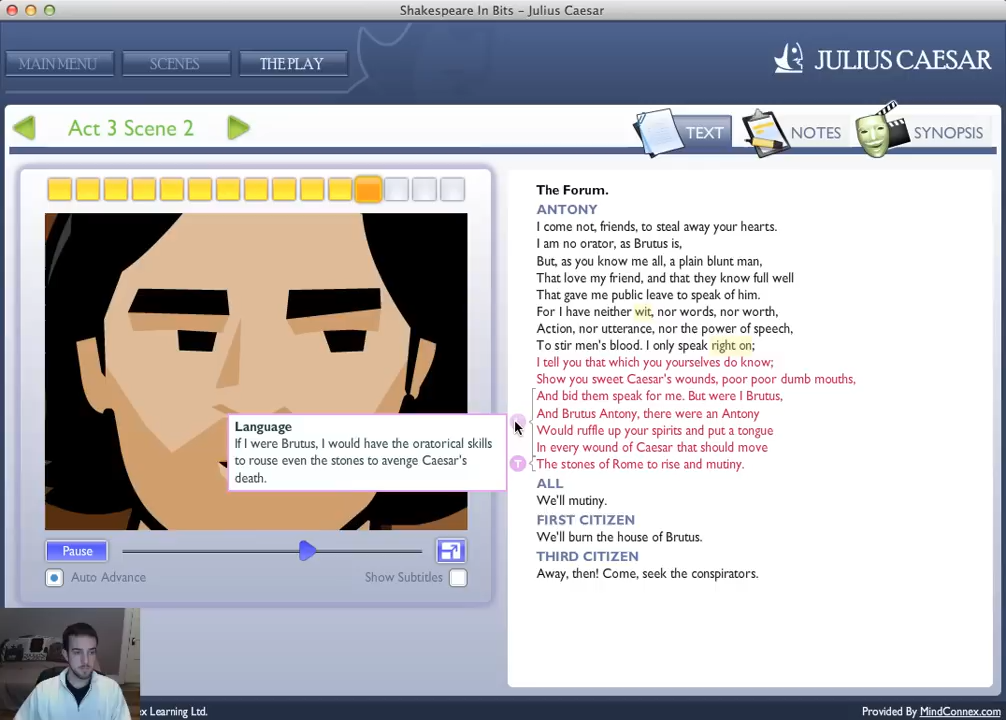 Shakespeare In Bits - Julius Caesar
MAIN MENU
SCENES
THE PLAY
JULIUS CAESAR
Act 3 Scene 2
TEXT
NOTES
SYNOPSIS
The Forum.
ANTONY
I come not, friends, to steal away your hearts.
I am no orator, as Brutus is,
But, as you know me all, a plain blunt man,
That love my friend, and that they know full well
That gave me public leave to speak of him.
For I have neither wit, nor words, nor worth,
Action, nor utterance, nor the power of speech,
To stir men's blood. I only speak right on;
I tell you that which you yourselves do know;
Show you sweet Caesar's wounds, poor poor dumb mouths,
And bid them speak for me. But were I Brutus,
And Brutus Antony, there were an Antony
Would ruffle up your spirits and put a tongue
In every wound of Caesar that should move
T The stones of Rome to rise and mutiny.
ALL
We'll mutiny.
FIRST CITIZEN
We'll burn the house of Brutus.
THIRD CITIZEN
Away, then! Come, seek the conspirators.
Language
If I were Brutus, I would have the oratorical skills
to rouse even the stones to avenge Caesar's
death.
Pause
Auto Advance
Show Subtitles
x Learning Ltd.
Provided By MindConnex.com